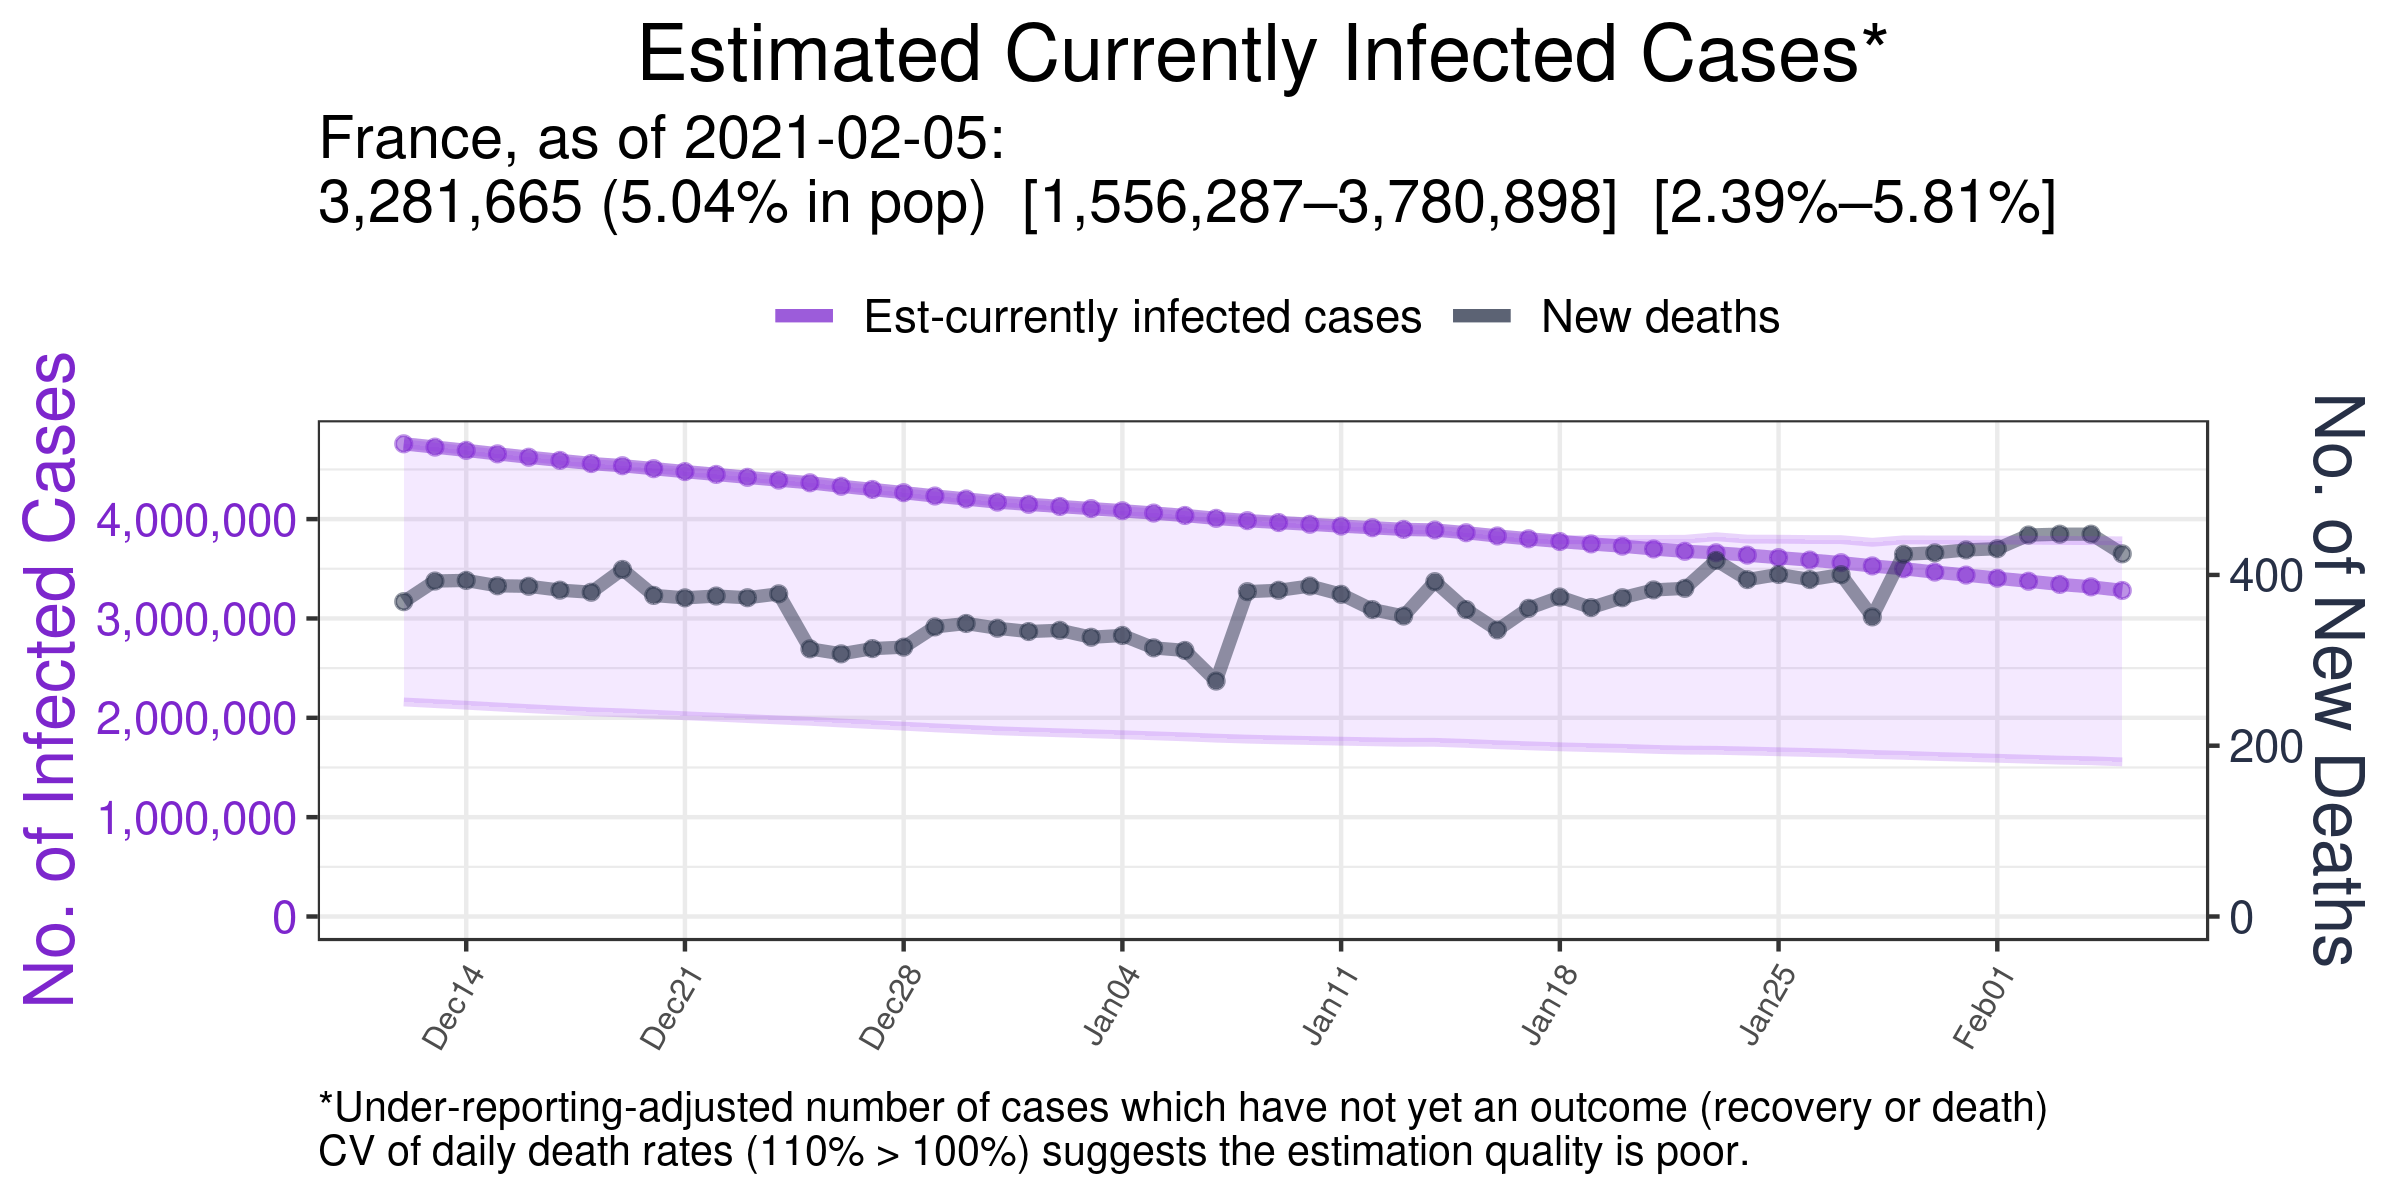 Estimated Currently Infected Cases*
France, as of 2021-02-05:
3,281,665 (5.04% in pop)  [1,556,287–3,780,898]  [2.39%–5.81%]
Est-currently infected cases
New deaths
No. of Infected Cases
4,000,000
3,000,000
2,000,000
1,000,000
0
No. of New Deaths
400
200
0
Dec14
Dec21
Dec28
Jan04
Jan11
Jan18
Jan25
Feb01
*Under-reporting-adjusted number of cases which have not yet an outcome (recovery or death)
CV of daily death rates (110% > 100%) suggests the estimation quality is poor.